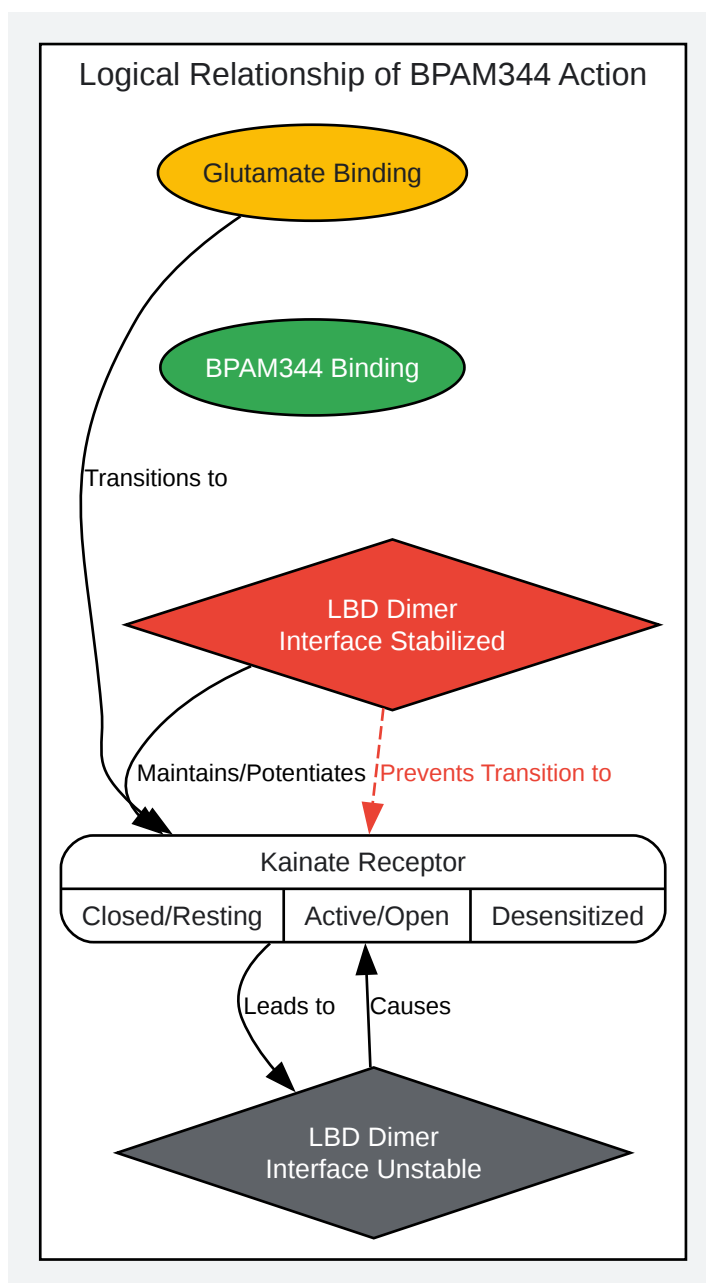 Logical Relationship of BPAM344 Action
Glutamate Binding
BPAM344 Binding
Transitions to
LBD Dimer
Interface Stabilized
Maintains/Potentiates
Prevents Transition to
Kainate Receptor
Closed/Resting
Active/Open
Desensitized
Leads to
Causes
LBD Dimer
Interface Unstable